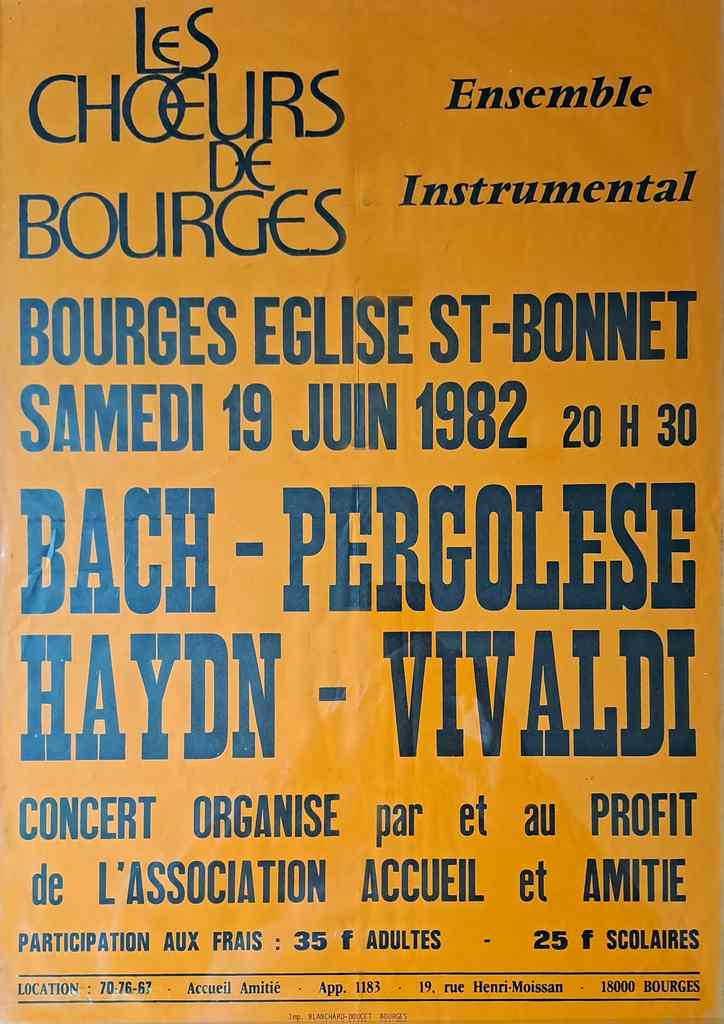 LES
CHŒURS
DE
BOURGES
Ensemble
Instrumental
BOURGES EGLISE ST-BONNET
SAMEDI 19 JUIN 1982 20 H 30
BACH - PERGOLESE
HAYDN - VIVALDI
CONCERT ORGANISE par et au PROFIT
de L'ASSOCIATION ACCUEIL et AMITIE
PARTICIPATION AUX FRAIS : 35 f ADULTES - 25 f SCOLAIRES
LOCATION : 70-76-67 · Accueil Amitié · App. 1183 · 19, rue Henri-Moissan · 18000 BOURGES
Imp. BLANCHARD-DOUCET BOURGES